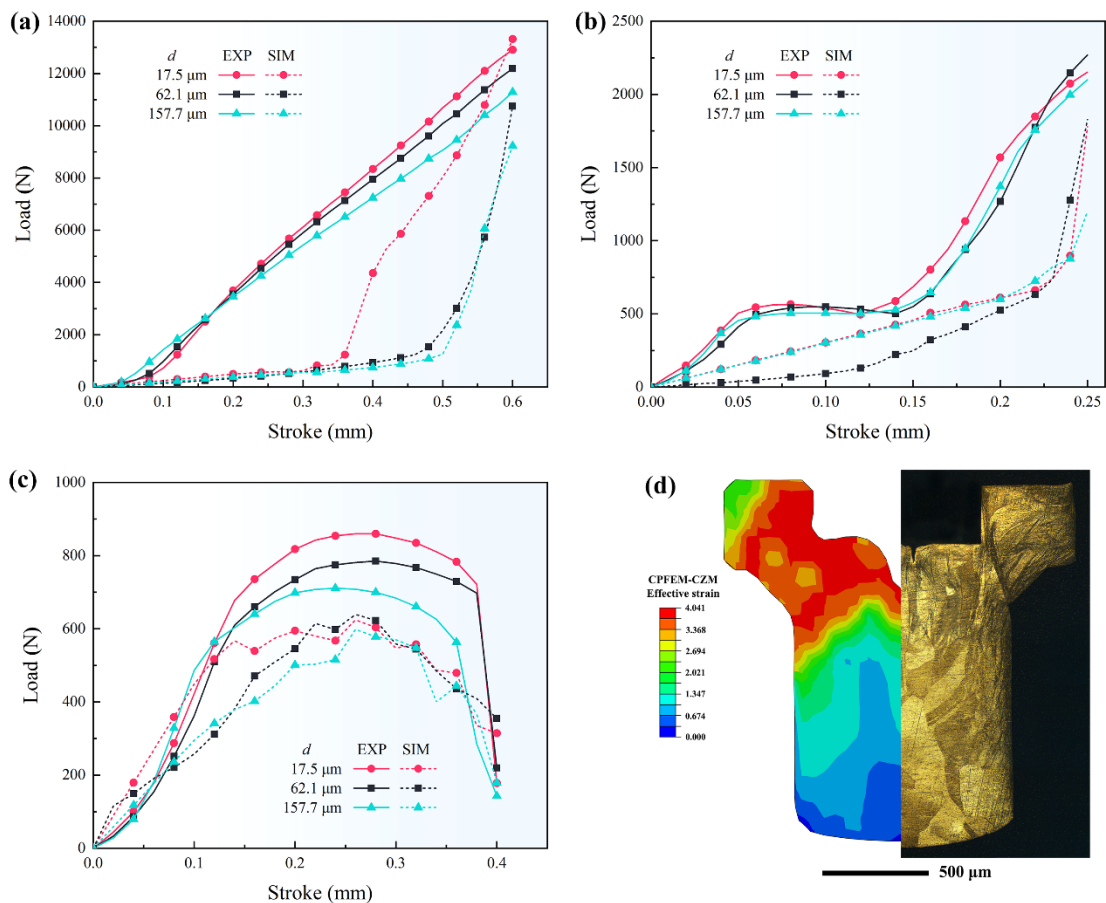 (a)
14000
12000
10000
8000
6000
4000
2000
0
Load (N)
d EXP SIM
17.5 μm
62.1 μm
157.7 μm
0.0 0.1 0.2 0.3 0.4 0.5 0.6
Stroke (mm)
(b)
2500
2000
1500
1000
500
0
Load (N)
d EXP SIM
17.5 μm
62.1 μm
157.7 μm
0.00 0.05 0.10 0.15 0.20 0.25
Stroke (mm)
(c)
1000
800
600
400
200
0
Load (N)
d EXP SIM
17.5 μm
62.1 μm
157.7 μm
0.0 0.1 0.2 0.3 0.4
Stroke (mm)
(d)
CPFEM-CZM
Effective strain
4.041
3.368
2.694
2.021
1.347
0.674
0.000
500 μm